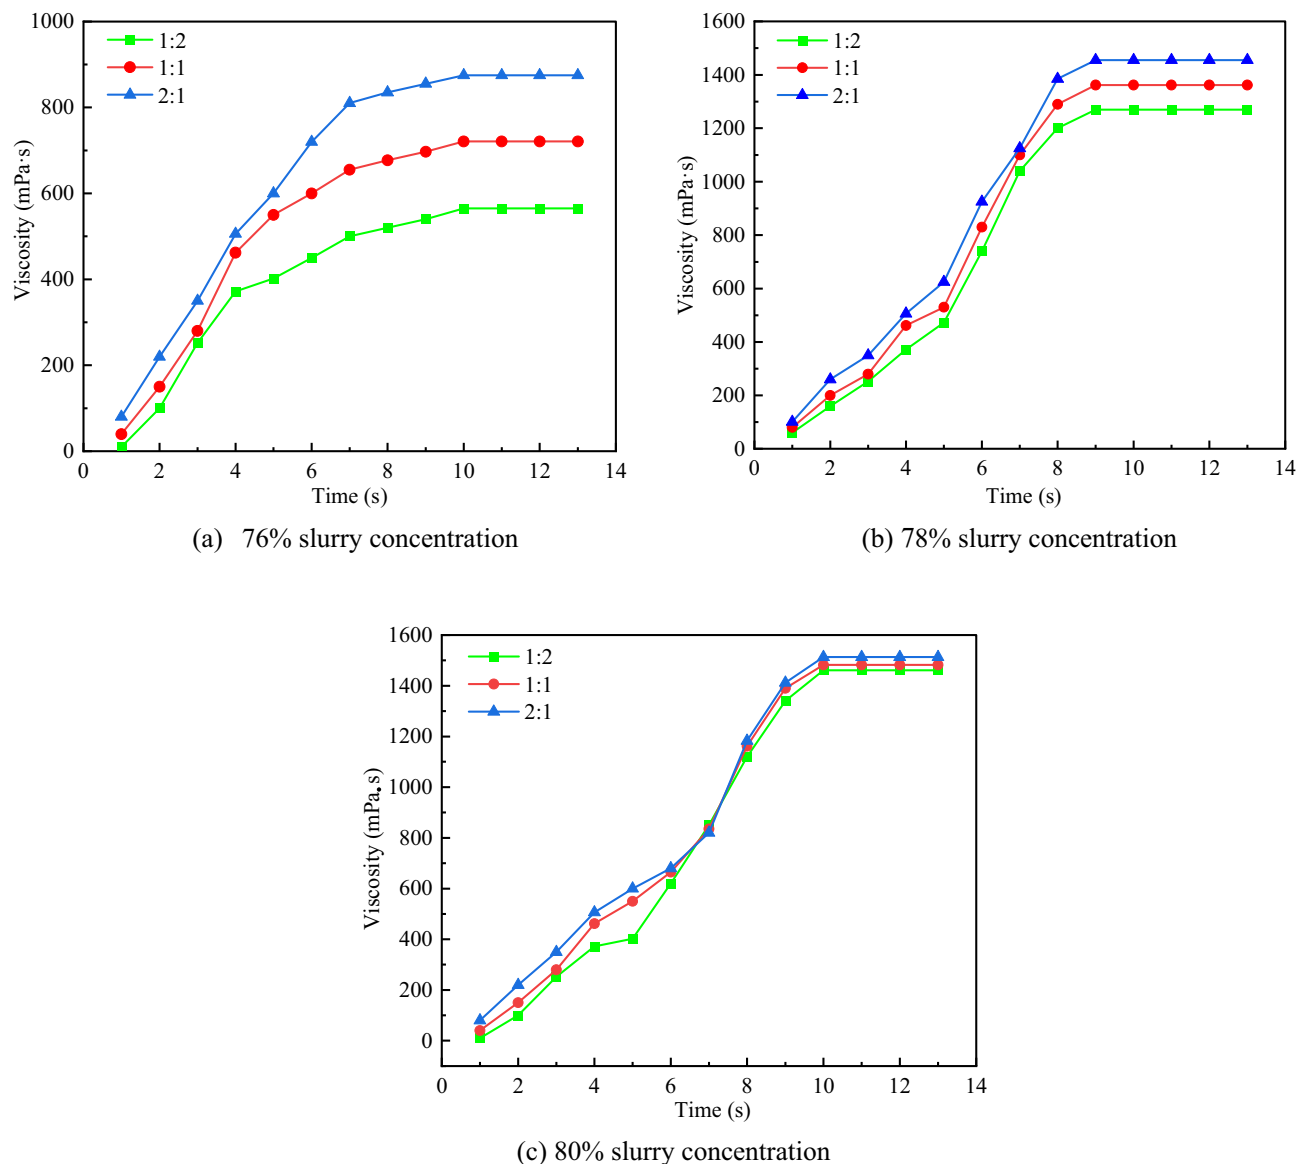 1000
800
600
400
200
0
Viscosity (mPa·s)
1:2
1:1
2:1
0 2 4 6 8 10 12 14
Time (s)
(a) 76% slurry concentration
1600
1400
1200
1000
800
600
400
200
0
Viscosity (mPa·s)
1:2
1:1
2:1
0 2 4 6 8 10 12 14
Time (s)
(b) 78% slurry concentration
1600
1400
1200
1000
800
600
400
200
0
Viscosity (mPa.s)
1:2
1:1
2:1
0 2 4 6 8 10 12 14
Time (s)
(c) 80% slurry concentration